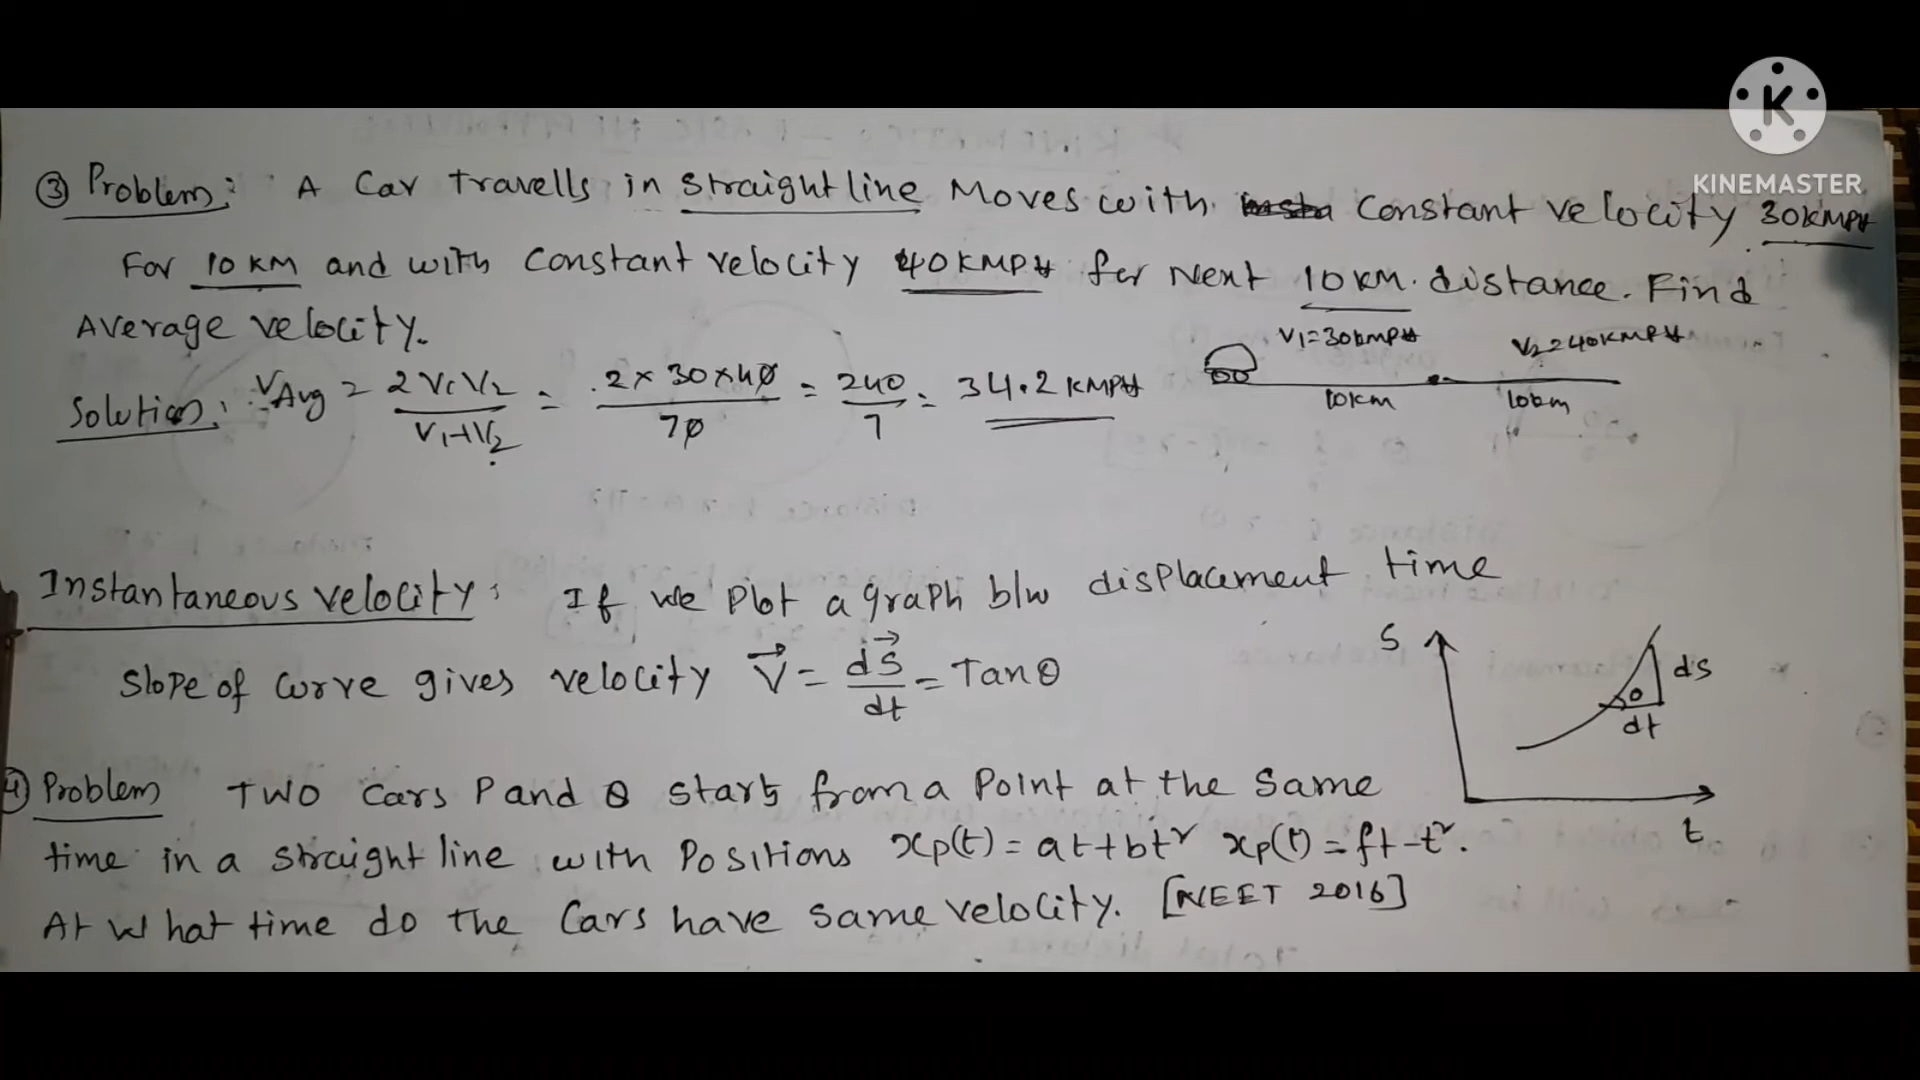 KINEMASTER
③ Problem: A Car travells in straight line Moves with Constant velocity 30KMPH
For 10 KM and with Constant velocity 40KMPH for Next 10KM. distance. Find
Average velocity.
V1=30KMPH V2=40KMPH
Solution: VAvg = 2V1V2/V1+V2 = 2×30×40/70 = 240/7 = 34.2 KMPH
10KM 10km
Instantaneous velocity: If we Plot a graph b/w displacement time
Slope of curve gives velocity V⃗ = dS⃗/dt = Tanθ
S
ds
θ
dt
t
④ Problem Two Cars P and Q starts from a Point at the Same
time in a straight line with Positions xp(t) = at+bt² xp(t) = ft-t².
At What time do the Cars have same velocity. [NEET 2016]